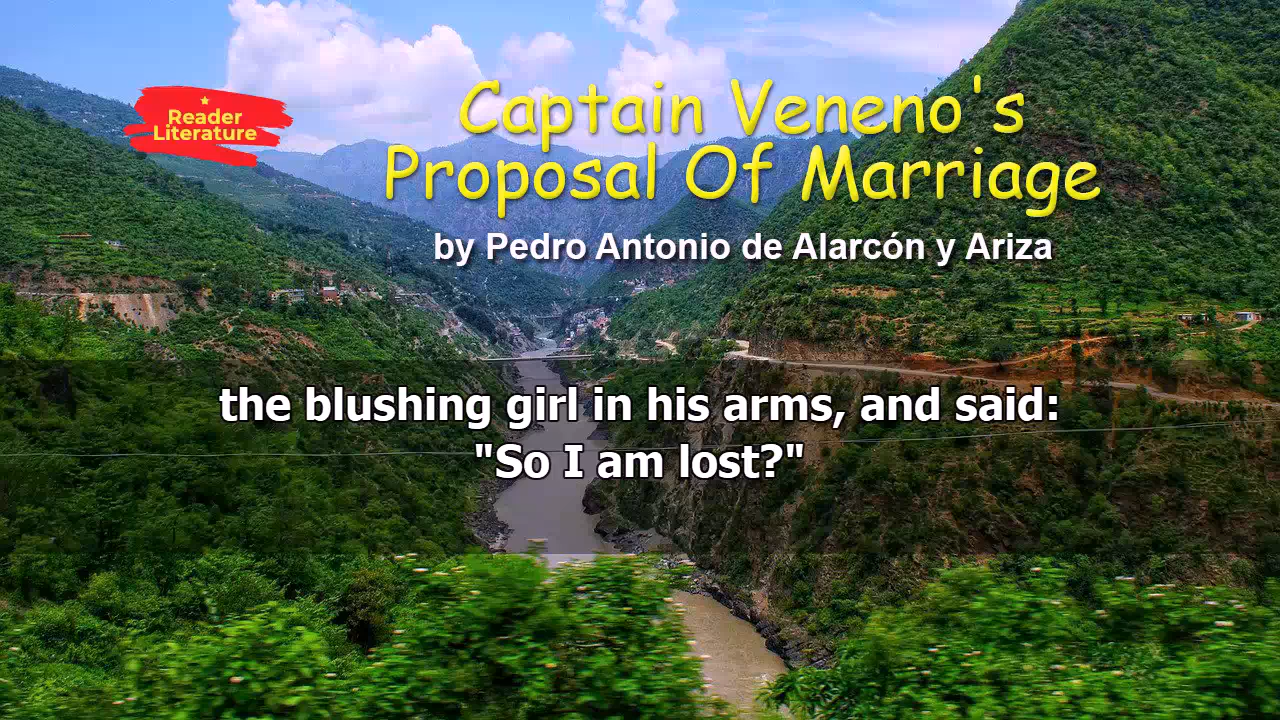 Reader
Literature
Captain Veneno's
Proposal Of Marriage
by Pedro Antonio de Alarcón y Ariza
the blushing girl in his arms, and said:
"So I am lost?"